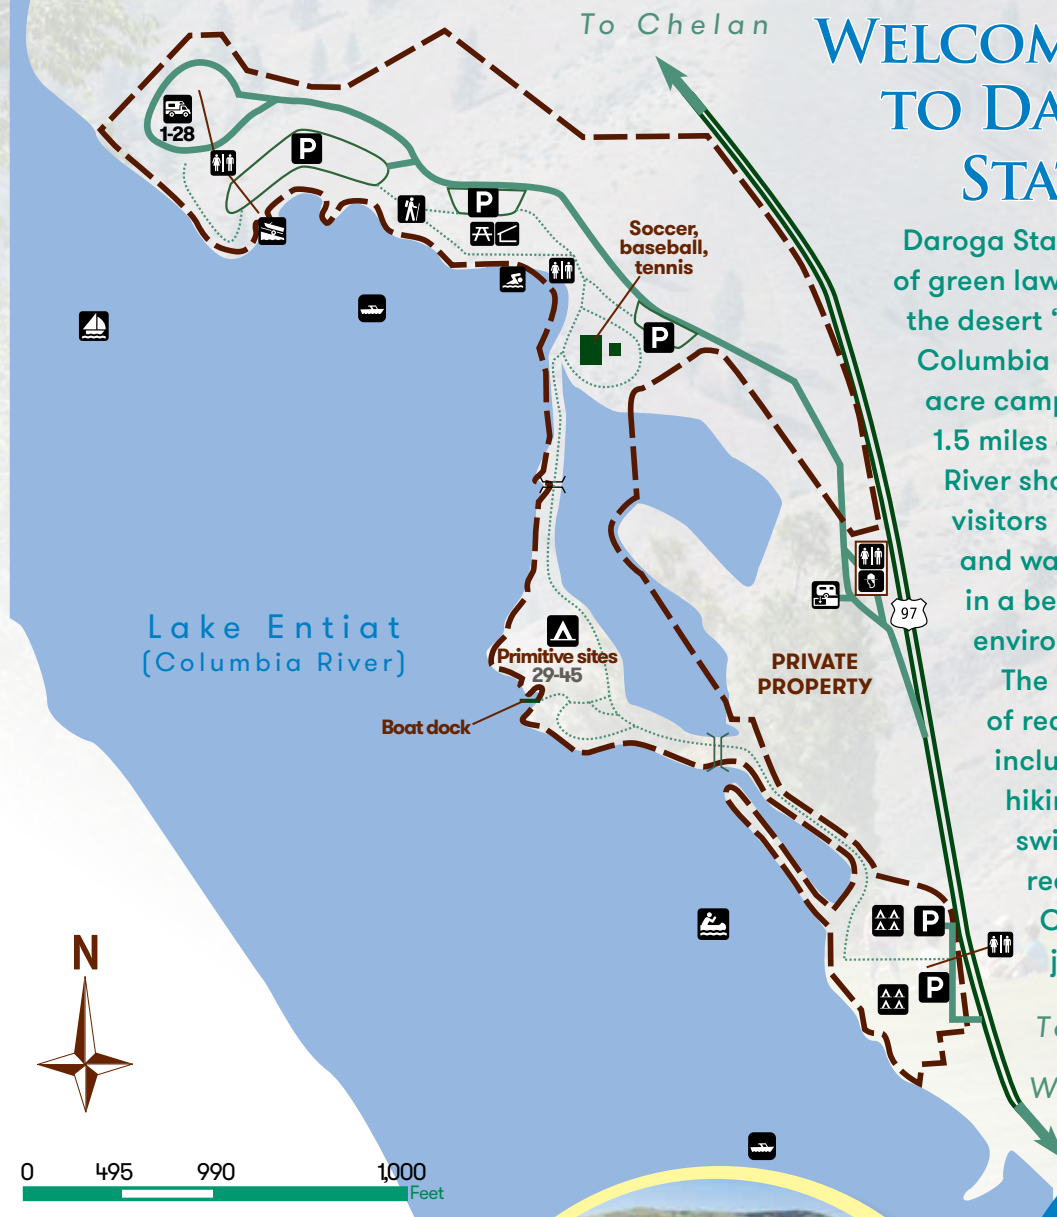 To Chelan
WELCOM
TO DA
STA
Daroga Sta
of green law
the desert “
Columbia
acre camp
1.5 miles
River sho
visitors
and wa
in a be
enviro
The
of rec
inclu
hikin
swi
rec
C
j
To
W
1-28
P
P
Soccer,
baseball,
tennis
P
97
Lake Entiat
(Columbia River)
Primitive sites
29-45
PRIVATE
PROPERTY
Boat dock
P
P
N
0 495 990 1,000
Feet